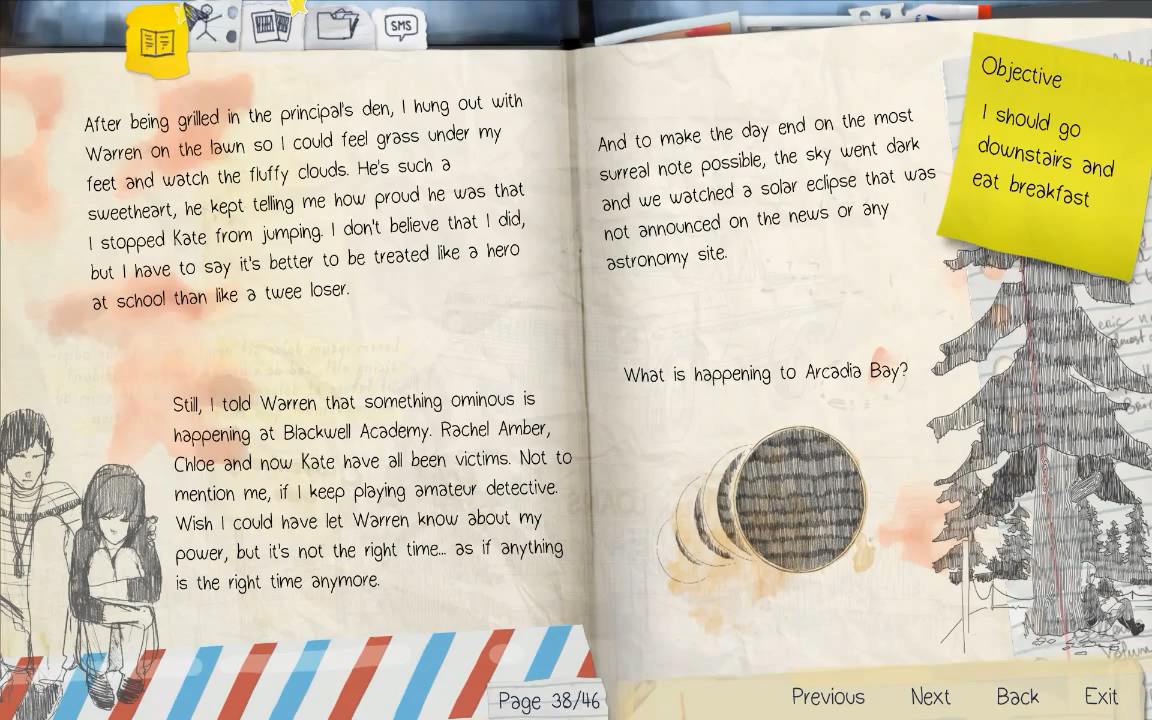 SMS
After being grilled in the principal's den, I hung out with
Warren on the lawn so I could feel grass under my
feet and watch the fluffy clouds. He's such a
sweetheart, he kept telling me how proud he was that
I stopped Kate from jumping. I don't believe that I did,
but I have to say it's better to be treated like a hero
at school than like a twee loser.
Still, I told Warren that something ominous is
happening at Blackwell Academy. Rachel Amber,
Chloe and now Kate have all been victims. Not to
mention me, if I keep playing amateur detective.
Wish I could have let Warren know about my
power, but it's not the right time... as if anything
is the right time anymore.
And to make the day end on the most
surreal note possible, the sky went dark
and we watched a solar eclipse that was
not announced on the news or any
astronomy site.
What is happening to Arcadia Bay?
Objective
I should go
downstairs and
eat breakfast
Page 38/46
Previous Next Back Exit